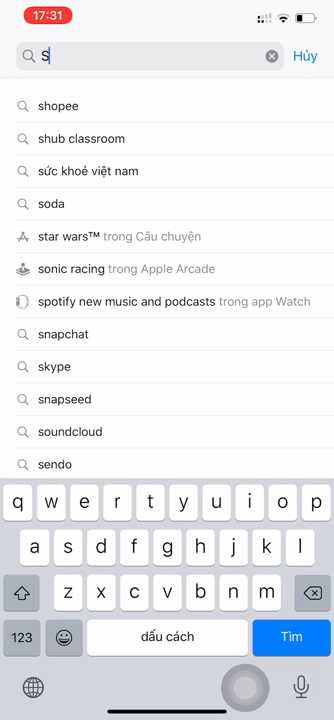 17:31
S
Hủy
shopee
shub classroom
sức khoẻ việt nam
soda
star wars™ trong Câu chuyện
sonic racing trong Apple Arcade
spotify new music and podcasts trong app Watch
snapchat
skype
snapseed
soundcloud
sendo
q w e r t y u i o p
a s d f g h j k l
z x c v b n m
123 dấu cách Tìm